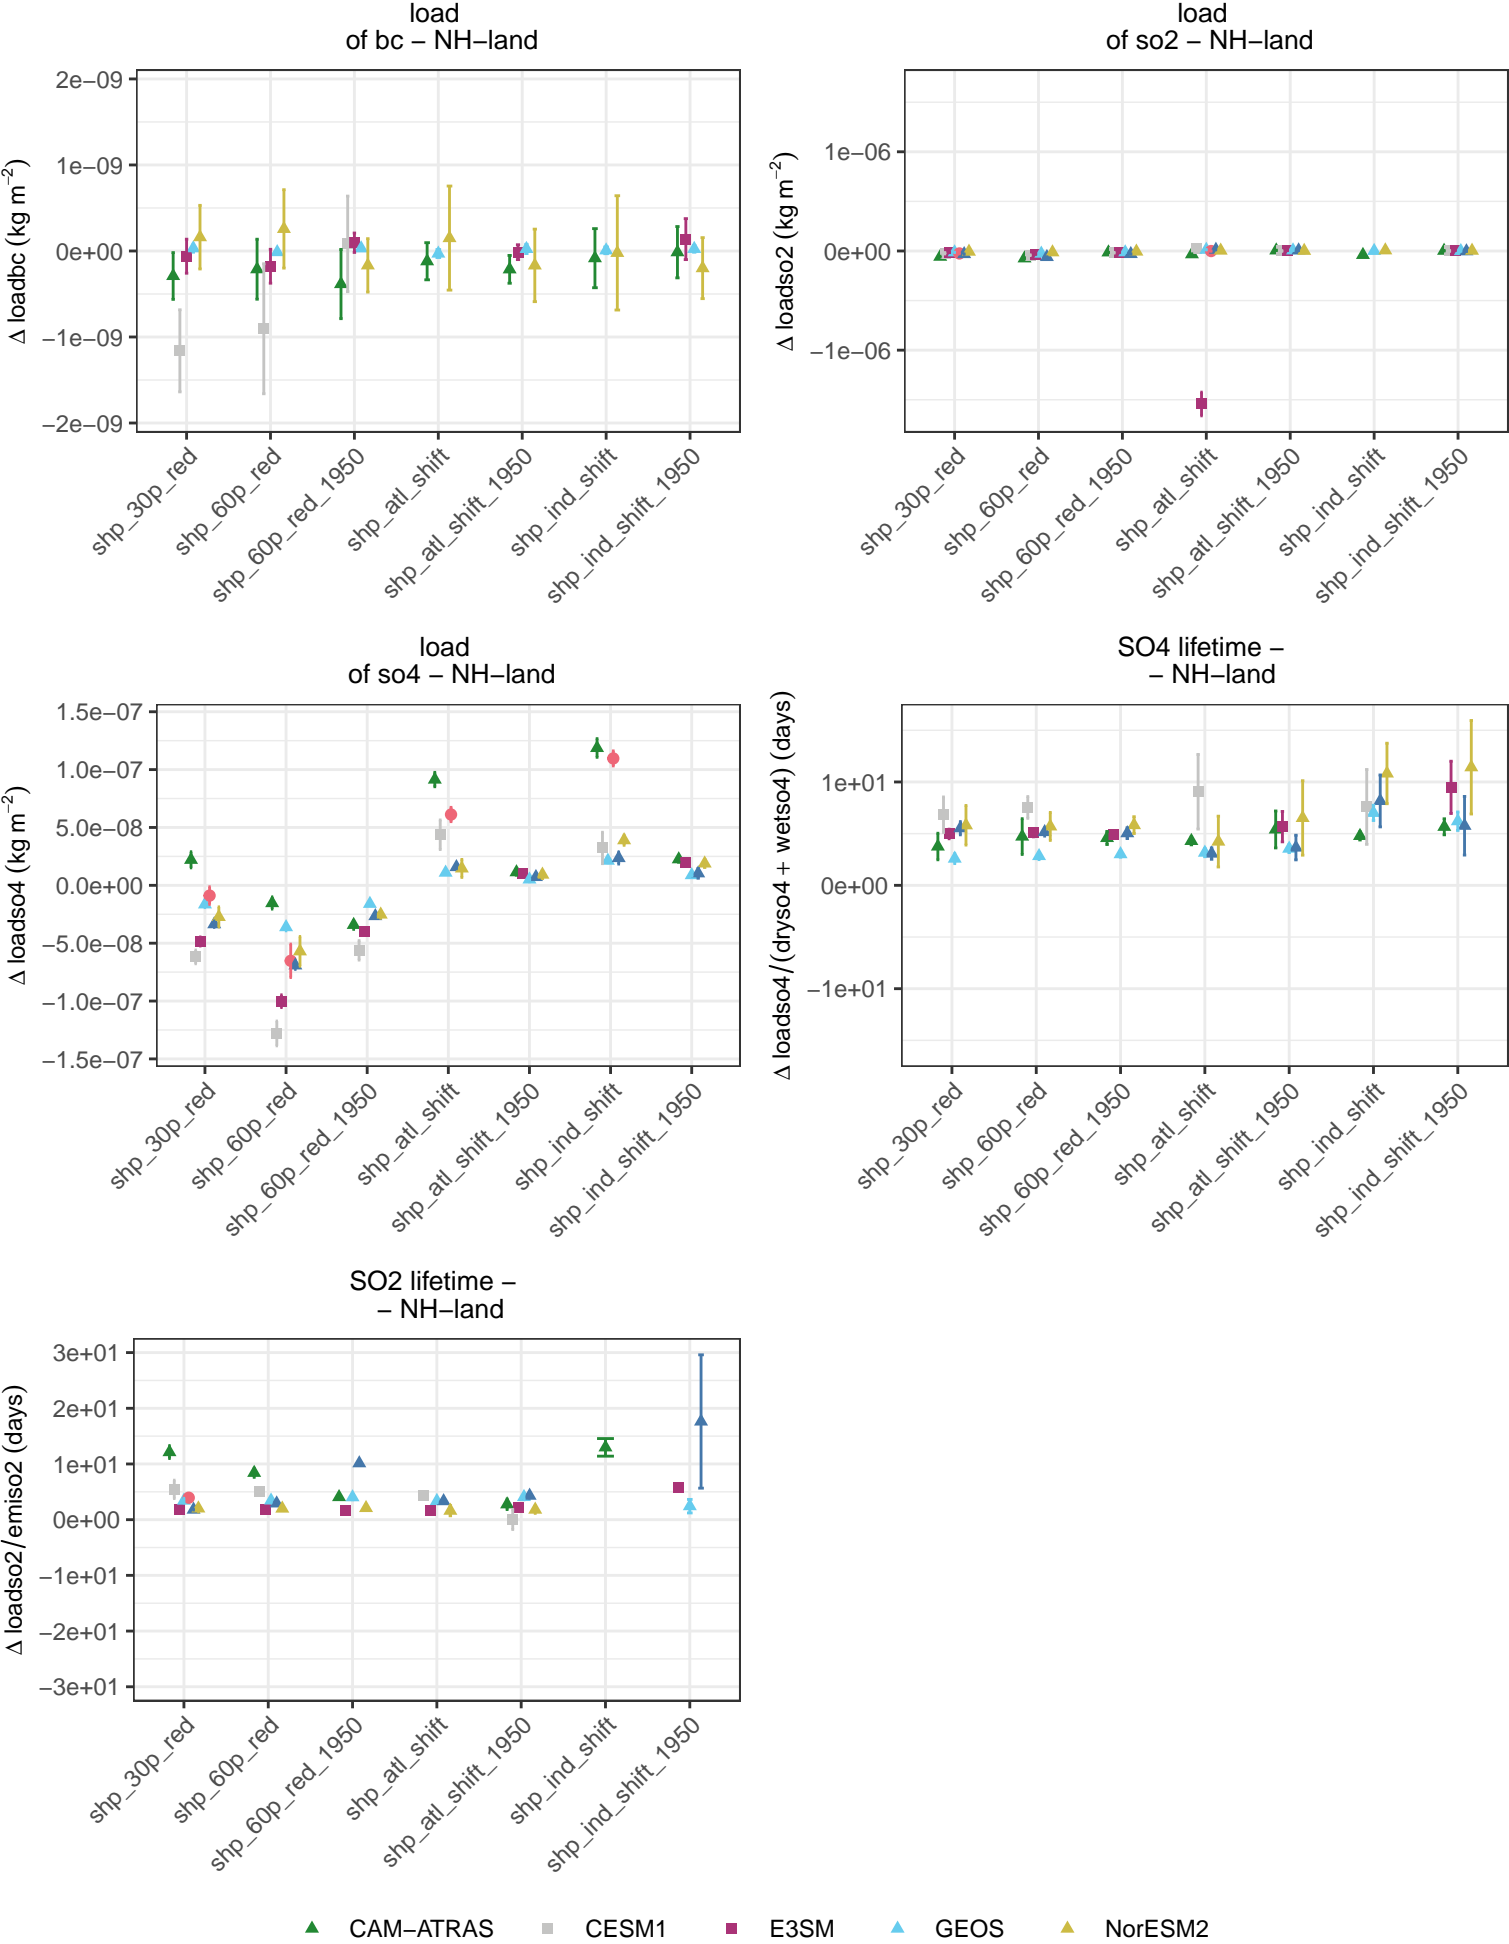 load
of bc − NH−land
Δ loadbc (kg m⁻²)
2e−09
1e−09
0e+00
−1e−09
−2e−09
shp_30p_red
shp_60p_red
shp_60p_red_1950
shp_atl_shift
shp_atl_shift_1950
shp_ind_shift
shp_ind_shift_1950
load
of so2 − NH−land
Δ loadso2 (kg m⁻²)
1e−06
0e+00
−1e−06
shp_30p_red
shp_60p_red
shp_60p_red_1950
shp_atl_shift
shp_atl_shift_1950
shp_ind_shift
shp_ind_shift_1950
load
of so4 − NH−land
Δ loadso4 (kg m⁻²)
1.5e−07
1.0e−07
5.0e−08
0.0e+00
−5.0e−08
−1.0e−07
−1.5e−07
shp_30p_red
shp_60p_red
shp_60p_red_1950
shp_atl_shift
shp_atl_shift_1950
shp_ind_shift
shp_ind_shift_1950
SO4 lifetime −
− NH−land
Δ loadso4/(dryso4 + wetso4) (days)
1e+01
0e+00
−1e+01
shp_30p_red
shp_60p_red
shp_60p_red_1950
shp_atl_shift
shp_atl_shift_1950
shp_ind_shift
shp_ind_shift_1950
SO2 lifetime −
− NH−land
Δ loadso2/emiso2 (days)
3e+01
2e+01
1e+01
0e+00
−1e+01
−2e+01
−3e+01
shp_30p_red
shp_60p_red
shp_60p_red_1950
shp_atl_shift
shp_atl_shift_1950
shp_ind_shift
shp_ind_shift_1950
CAM−ATRAS CESM1 E3SM GEOS NorESM2